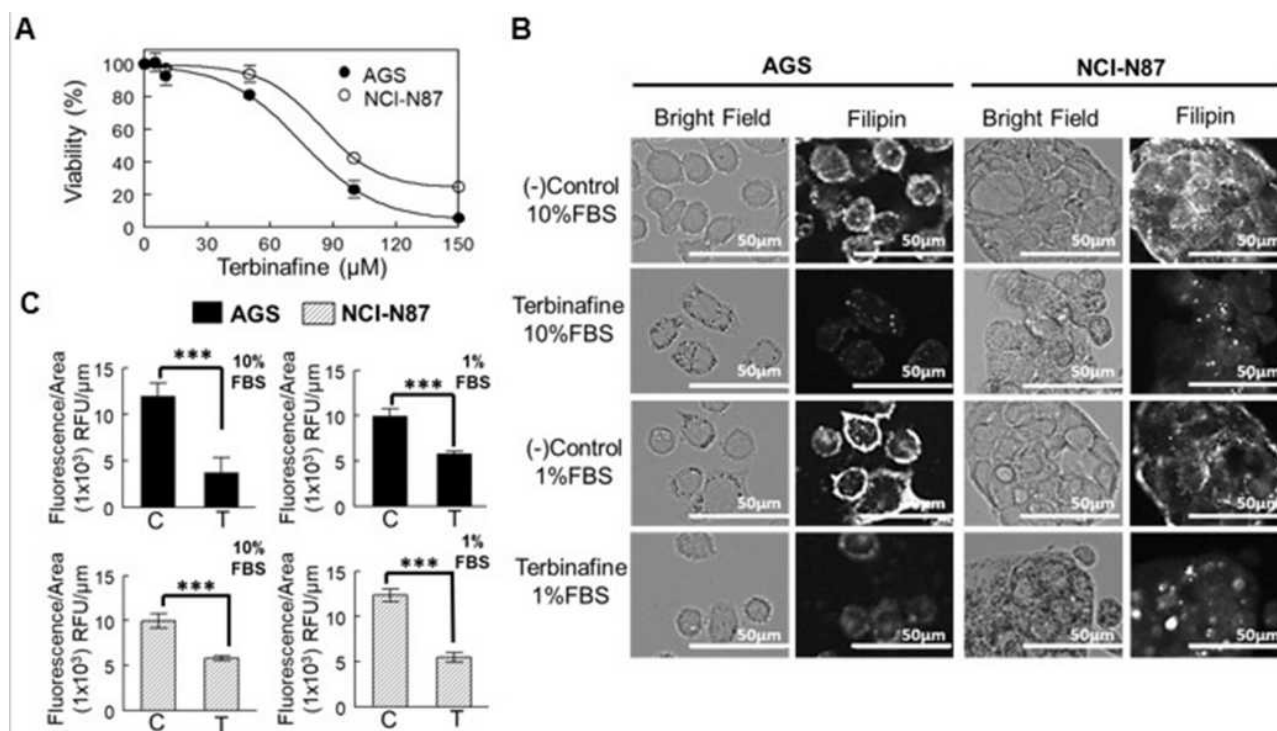 A
Viability (%)
100
80
60
40
20
0
AGS
NCI-N87
0 30 60 90 120 150
Terbinafine (µM)
B
AGS NCI-N87
Bright Field Filipin Bright Field Filipin
(-)Control
10%FBS
50µm 50µm 50µm 50µm
Terbinafine
10%FBS
50µm 50µm 50µm 50µm
(-)Control
1%FBS
50µm 50µm 50µm 50µm
Terbinafine
1%FBS
50µm 50µm 50µm 50µm
C
AGS NCI-N87
Fluorescence/Area
(1x10³) RFU/µm
15
10
5
0
***
10%
FBS
C T
Fluorescence/Area
(1x10³) RFU/µm
15
10
5
0
***
1%
FBS
C T
Fluorescence/Area
(1x10³) RFU/µm
15
10
5
0
***
10%
FBS
C T
Fluorescence/Area
(1x10³) RFU/µm
15
10
5
0
***
1%
FBS
C T